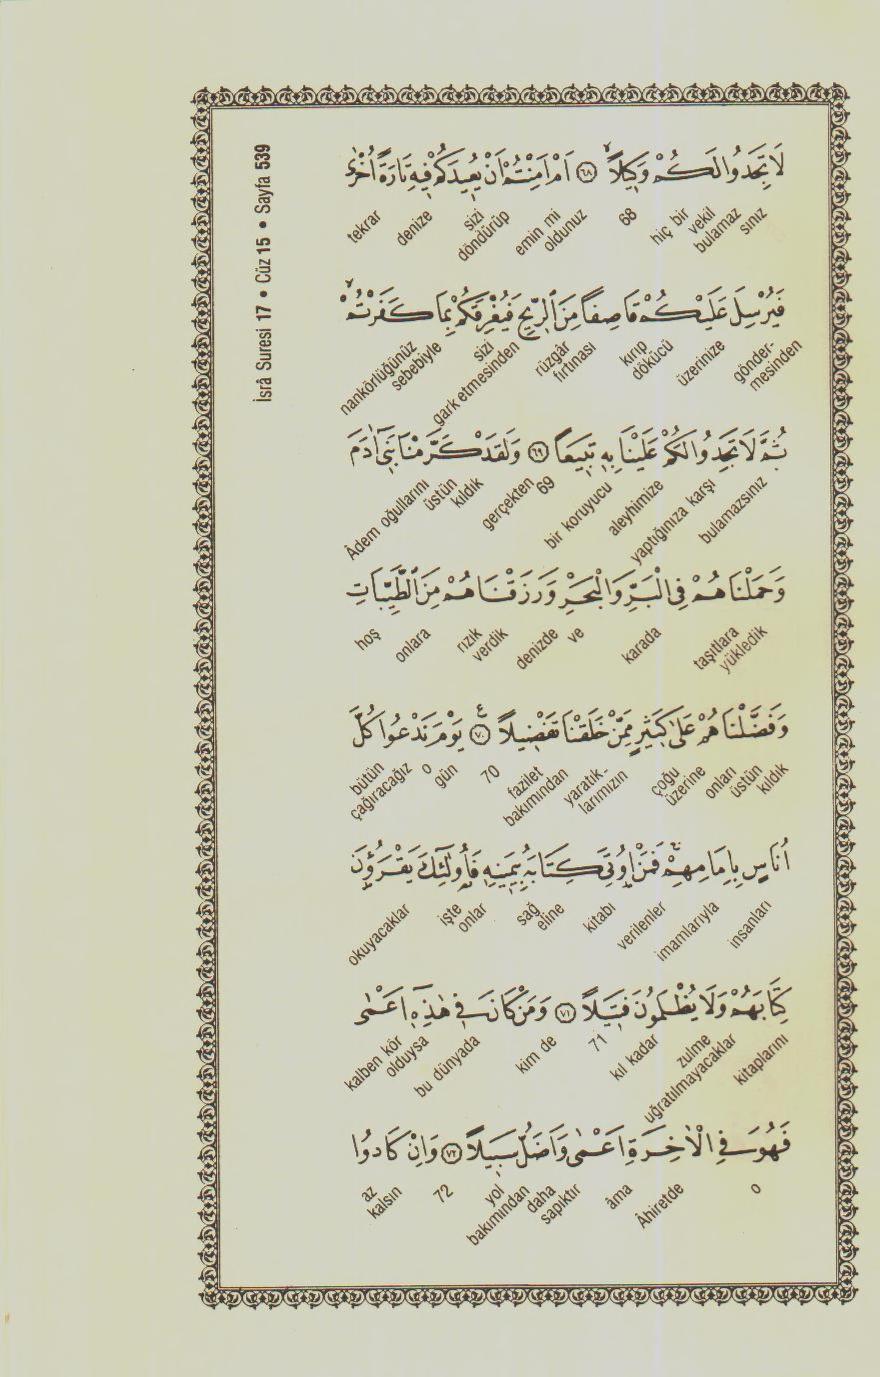 İsrâ Suresi 17 • Cüz 15 • Sayfa 539
لَا تَجِدُوا لَكُمْ وَكِيلًاۙ ﴿٦٨﴾ اَمْ اَمِنْتُمْ اَنْ يُعِيدَكُمْ فِيهِ تَارَةً اُخْرٰى
sınız bulamaz vekil hiç bir 68 oldunuz emin mi döndürüp sizi denize tekrar
فَيُرْسِلَ عَلَيْكُمْ قَاصِفًا مِنَ الرِّيحِ فَيُغْرِقَكُمْ بِمَا كَفَرْتُمْۙ
gönder- mesinden üzerinize kırıp dökücü rüzgâr fırtınası sizi garketmesinden nankörlüğünüz sebebiyle
ثُمَّ لَا تَجِدُوا لَكُمْ عَلَيْنَا بِهِ تَبِيعًا ﴿٦٩﴾ وَلَقَدْ كَرَّمْنَا بَنِٓي اٰدَمَ
bulamazsınız yaptığınıza karşı aleyhimize bir koruyucu 69 gerçekten üstün kıldık Âdem oğullarını
وَحَمَلْنَاهُمْ فِي الْبَرِّ وَالْبَحْرِ وَرَزَقْنَاهُمْ مِنَ الطَّيِّبَاتِ
taşıtlara yükledik karada ve denizde rızık verdik onlara hoş
وَفَضَّلْنَاهُمْ عَلٰى كَثِيرٍ مِمَّنْ خَلَقْنَا تَفْضِيلًا ﴿٧٠﴾ ع يَوْمَ نَدْعُوا كُلَّ
üstün kıldık onları çoğu üzerine yaratık- larımızın fazilet bakımından 70 gün o bütün çağıracağız
اُنَاسٍ بِاِمَامِهِمْۚ فَمَنْ اُو۫تِيَ كِتَابَهُ بِيَمِينِهِ فَاُو۬لٰٓئِكَ يَقْرَؤُ۫نَ
insanları imamlarıyla verilenler kitabı sağ eline işte onlar okuyacaklar
كِتَابَهُمْ وَلَا يُظْلَمُونَ فَتِيلًا ﴿٧١﴾ وَمَنْ كَانَ فِي هٰذِهِٓ اَعْمٰى
kitaplarını zulme uğratılmayacaklar kıl kadar 71 kim de bu dünyada kalben kör olduysa
فَهُوَ فِي الْاٰخِرَةِ اَعْمٰى وَاَضَلُّ سَبِيلًا ﴿٧٢﴾ وَاِنْ كَادُوا
o Âhiretde âma daha sapıktır yol bakımından 72 az kalsın